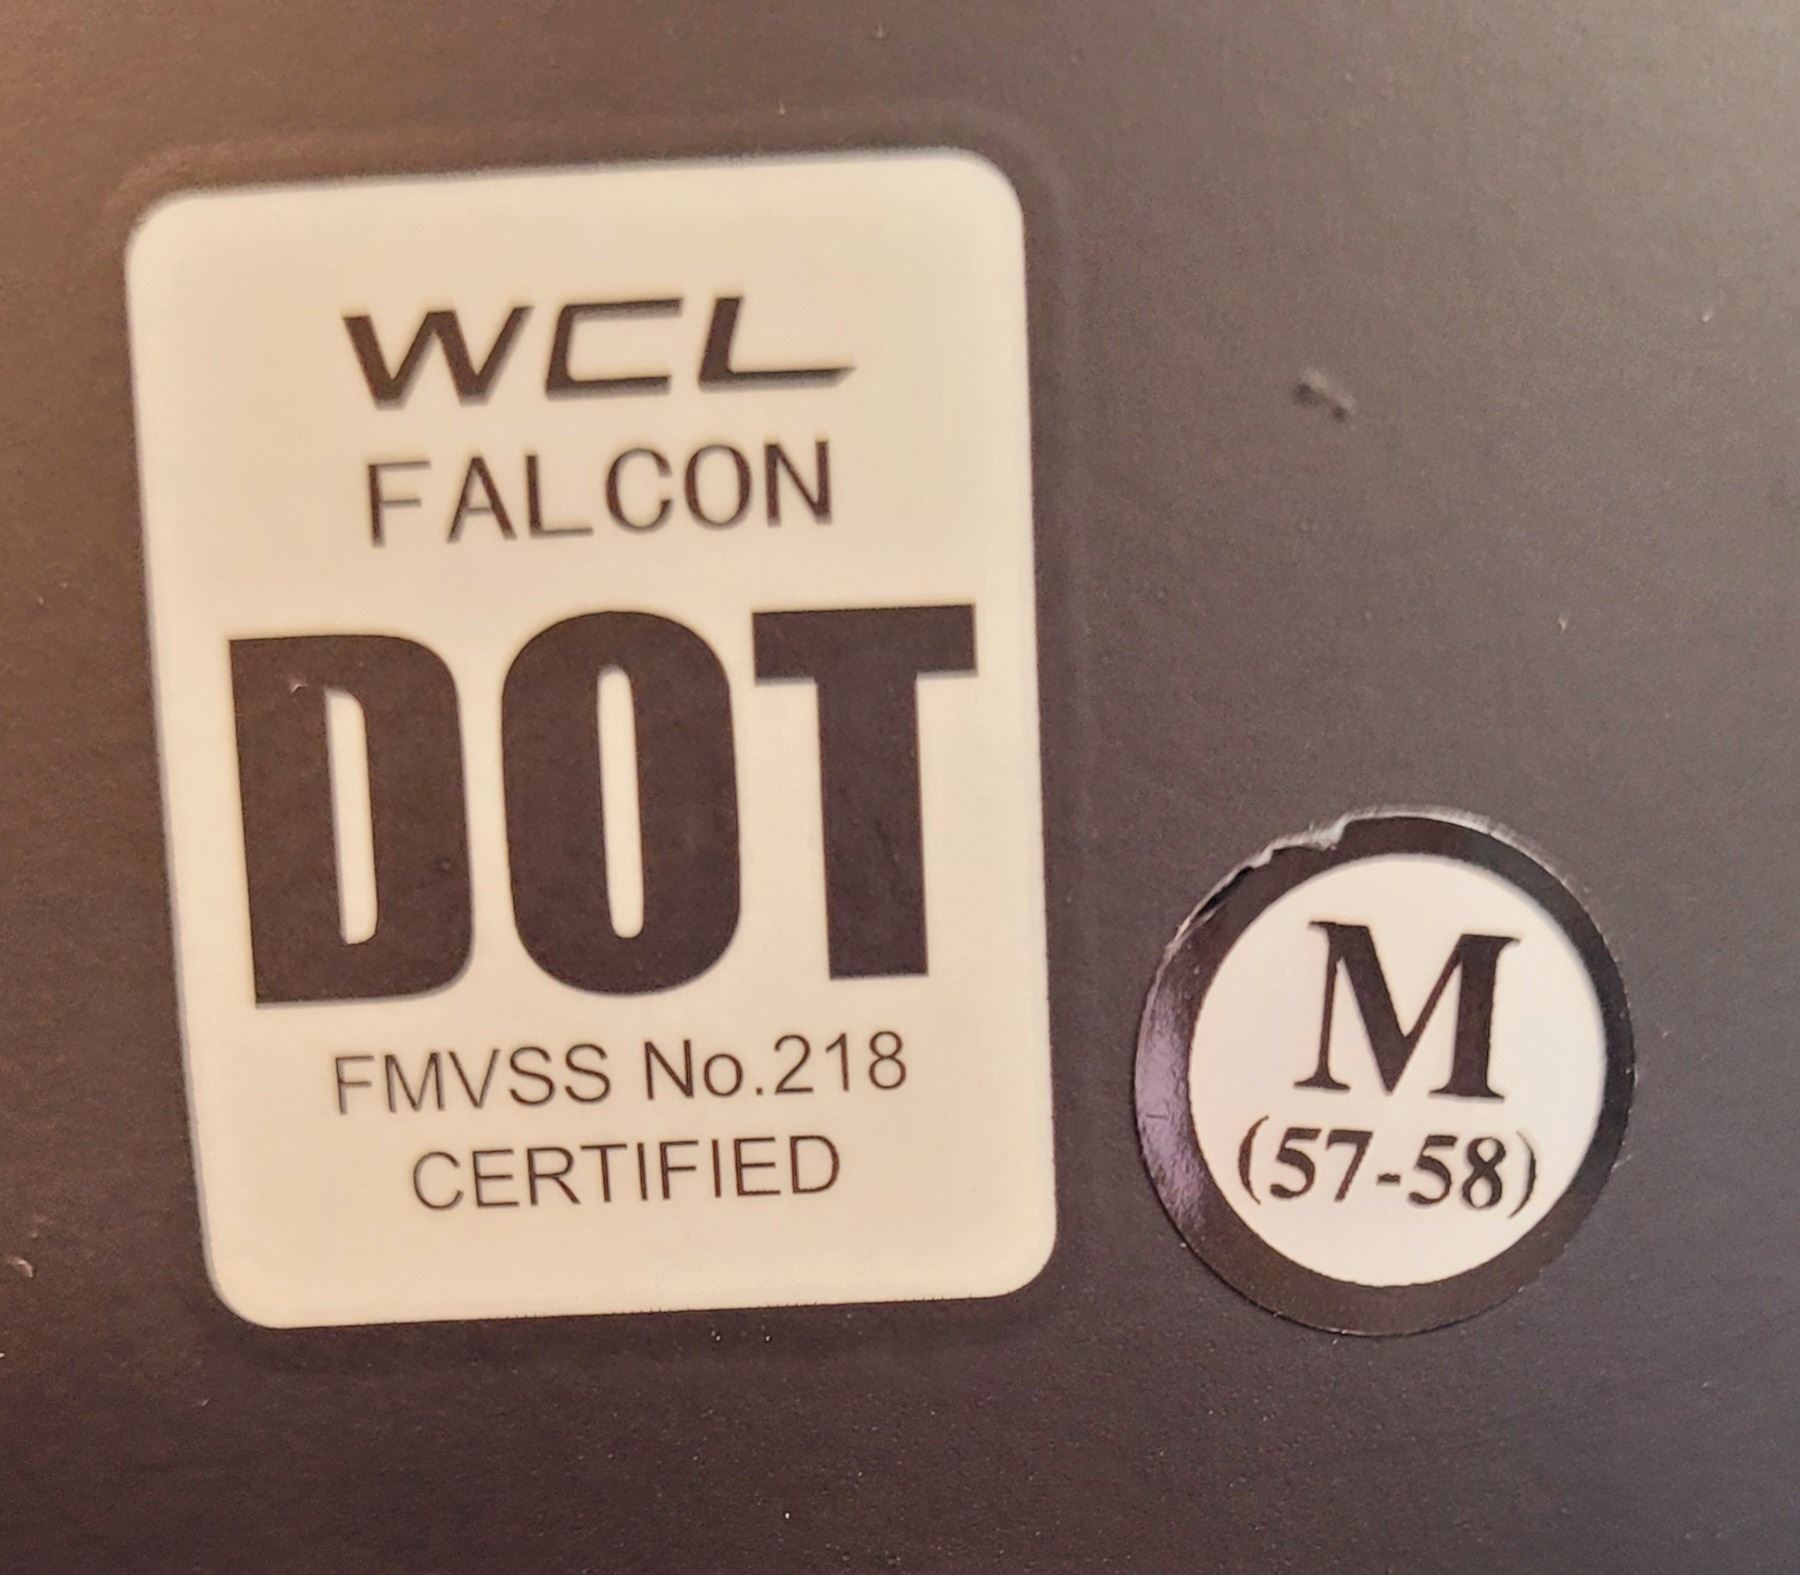 WCL
FALCON
DOT
FMVSS No.218
CERTIFIED
M
(57-58)